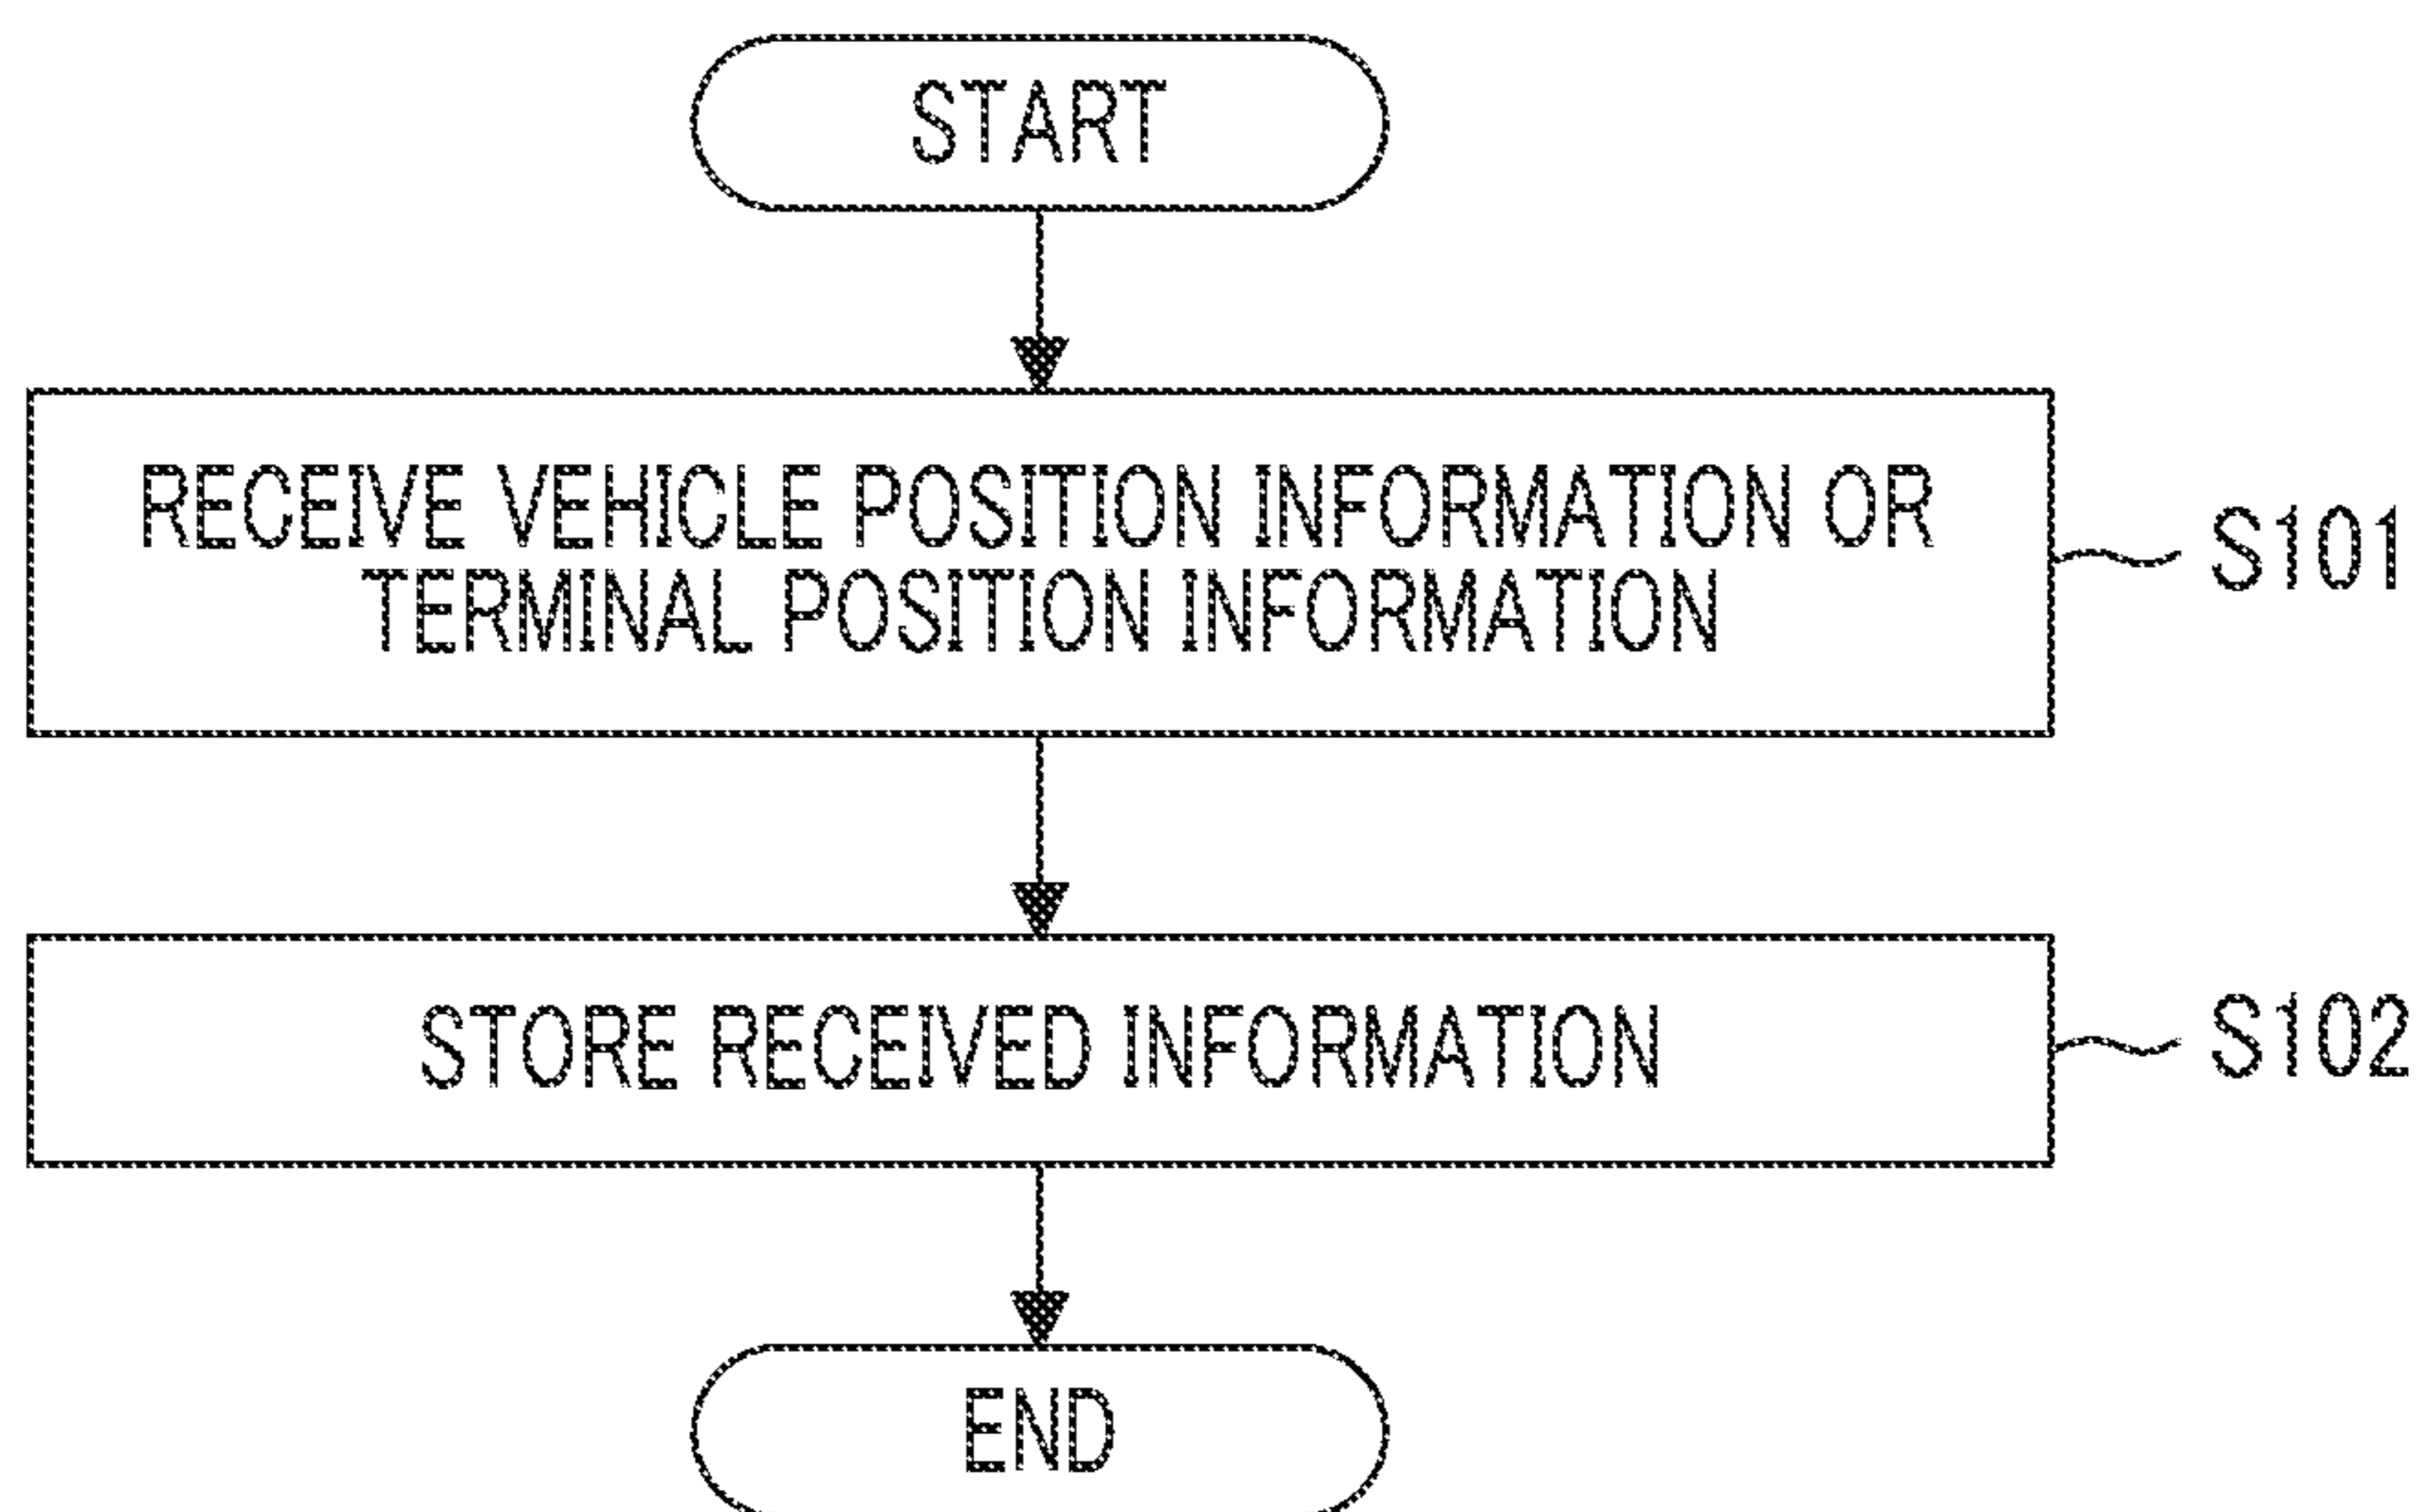 START
RECEIVE VEHICLE POSITION INFORMATION OR
TERMINAL POSITION INFORMATION
S101
STORE RECEIVED INFORMATION
S102
END